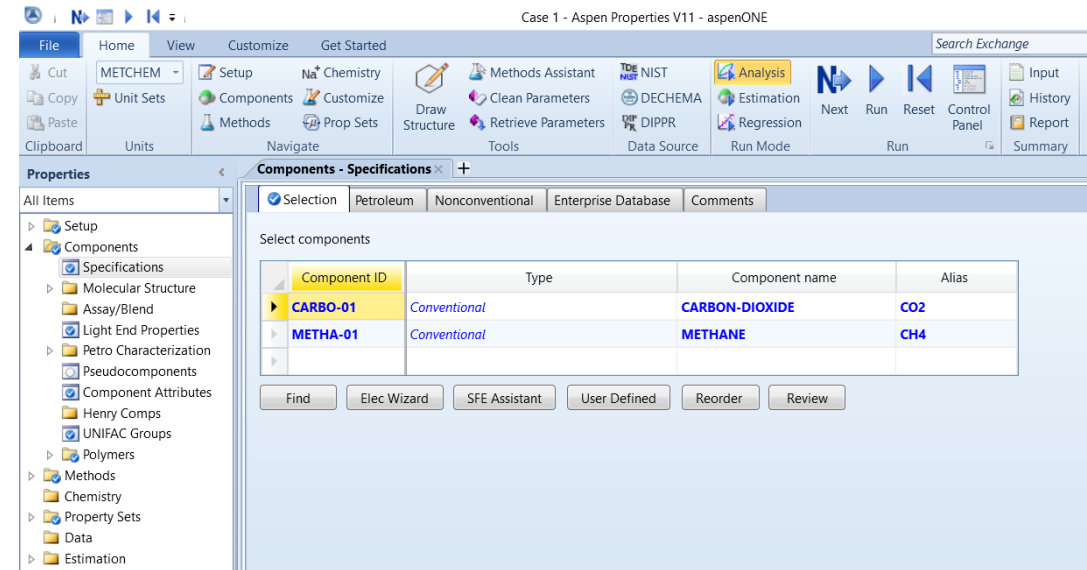 Case 1 - Aspen Properties V11 - aspenONE
File Home View Customize Get Started Search Exchange
Cut METCHEM Setup Na+ Chemistry Methods Assistant TDE NIST NIST Analysis Input
Copy Unit Sets Components Customize Clean Parameters DECHEMA Estimation History
Paste Methods Prop Sets Draw Structure Retrieve Parameters DIPPR DIPPR Regression Next Run Reset Control Panel Report
Clipboard Units Navigate Tools Data Source Run Mode Run Summary
Properties < Components - Specifications × +
All Items Selection Petroleum Nonconventional Enterprise Database Comments
Setup
Components
Specifications
Molecular Structure
Assay/Blend
Light End Properties
Petro Characterization
Pseudocomponents
Component Attributes
Henry Comps
UNIFAC Groups
Polymers
Methods
Chemistry
Property Sets
Data
Estimation
Select components
Component ID Type Component name Alias
CARBO-01 Conventional CARBON-DIOXIDE CO2
METHA-01 Conventional METHANE CH4
Find Elec Wizard SFE Assistant User Defined Reorder Review